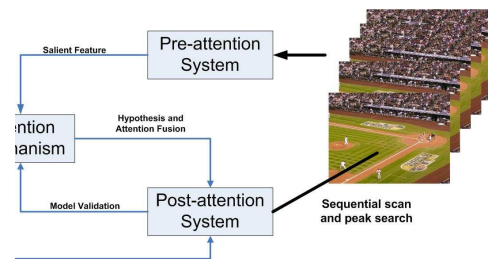 Pre-attention
System
Salient Feature
Hypothesis and
Attention Fusion
ention
hanism
Model Validation
Post-attention
System
Sequential scan
and peak search